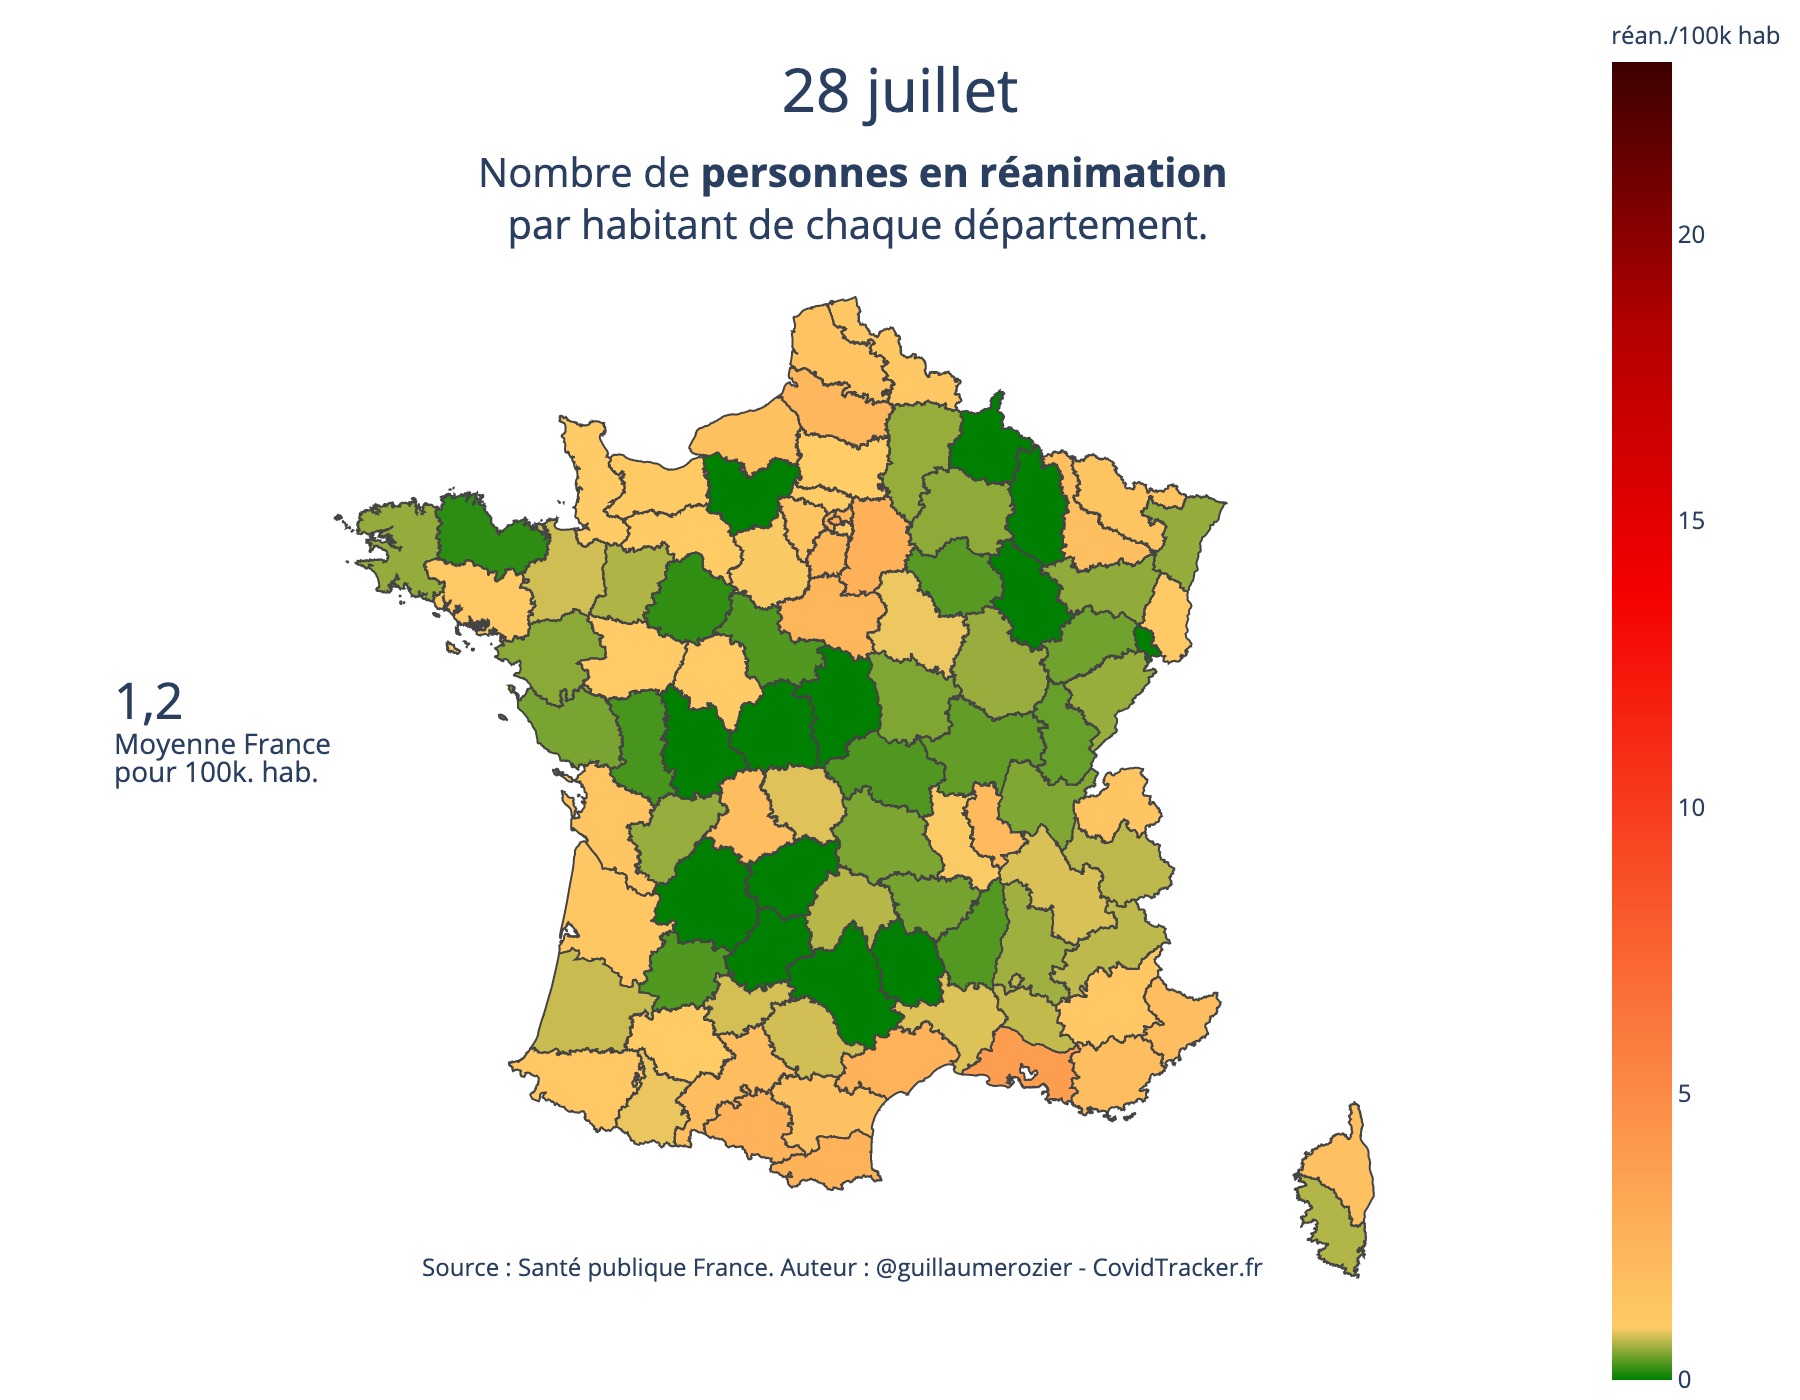 réan./100k hab
28 juillet
Nombre de personnes en réanimation
par habitant de chaque département.
20
15
1,2
Moyenne France
pour 100k. hab.
10
5
Source : Santé publique France. Auteur : @guillaumerozier - CovidTracker.fr
0